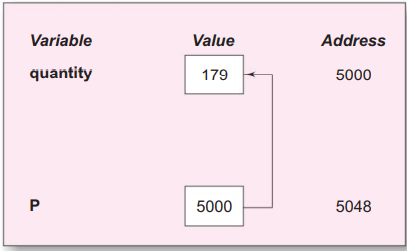 Variable Value Address
quantity 179 5000
P 5000 5048